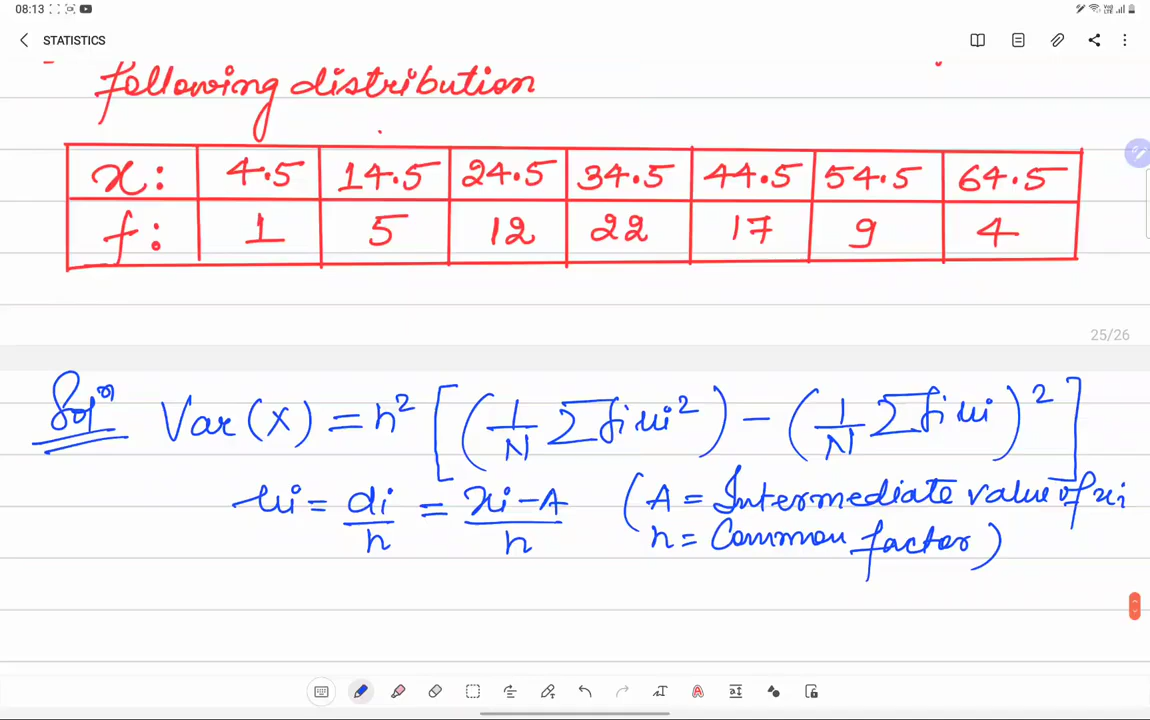 08:13
STATISTICS
following distribution
x: 4.5 14.5 24.5 34.5 44.5 54.5 64.5
f: 1 5 12 22 17 9 4
25/26
Solⁿ Var(X) = h² [ ( 1/N Σfiui² ) − ( 1/N Σfiui )² ]
ui = di/h = xi−A/h ( A = Intermediate value of xi
h = Common factor )